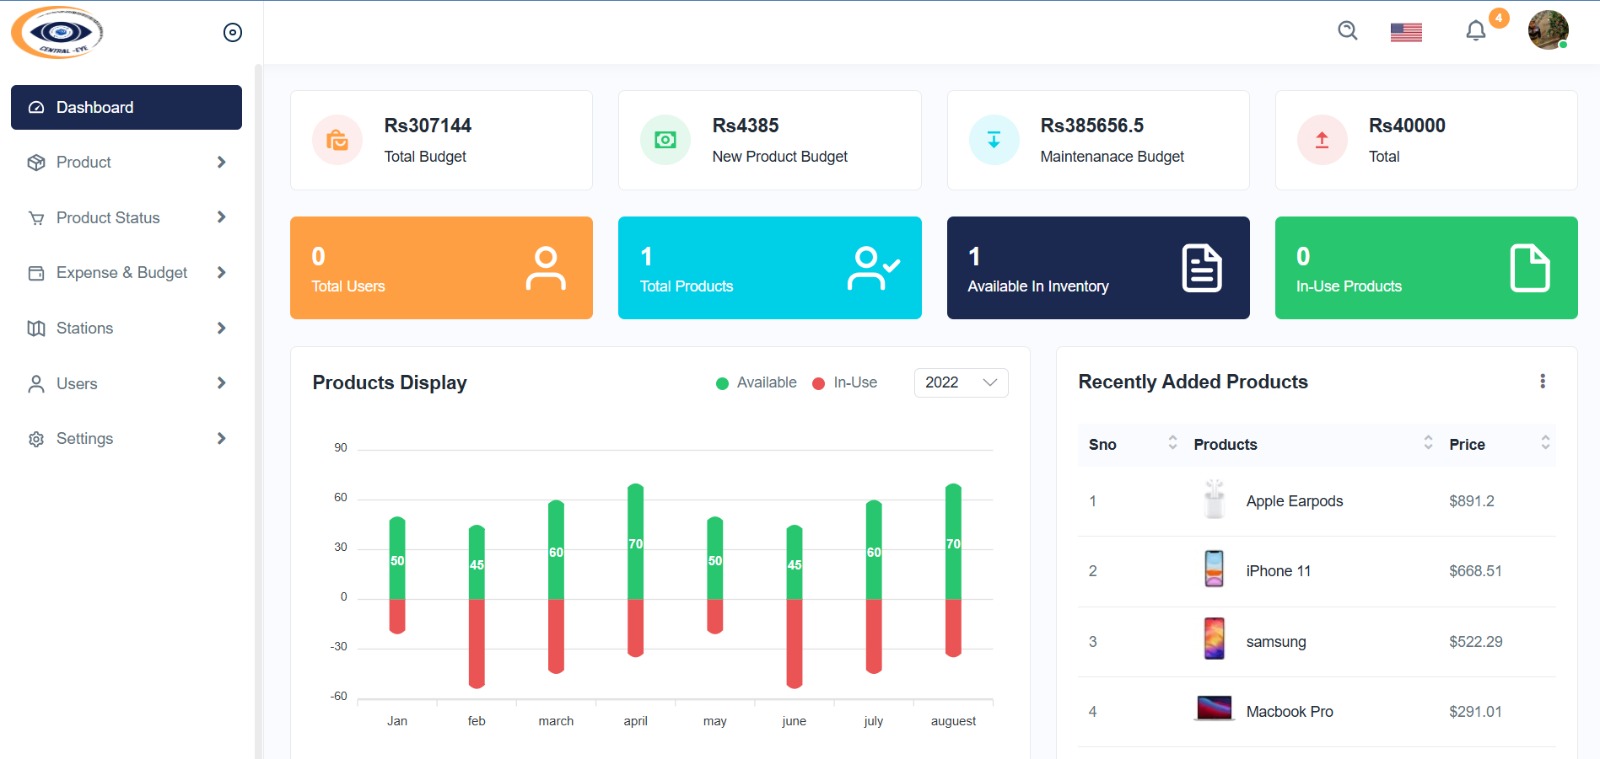 CENTRAL-EYE
4
Dashboard
Product
Product Status
Expense & Budget
Stations
Users
Settings
Rs307144
Total Budget
Rs4385
New Product Budget
Rs385656.5
Maintenanace Budget
Rs40000
Total
0
Total Users
1
Total Products
1
Available In Inventory
0
In-Use Products
Products Display
Available In-Use 2022
90
60
30
0
-30
-60
50 45 60 70 50 45 60 70
Jan feb march april may june july auguest
Recently Added Products
Sno Products Price
1 Apple Earpods $891.2
2 iPhone 11 $668.51
3 samsung $522.29
4 Macbook Pro $291.01